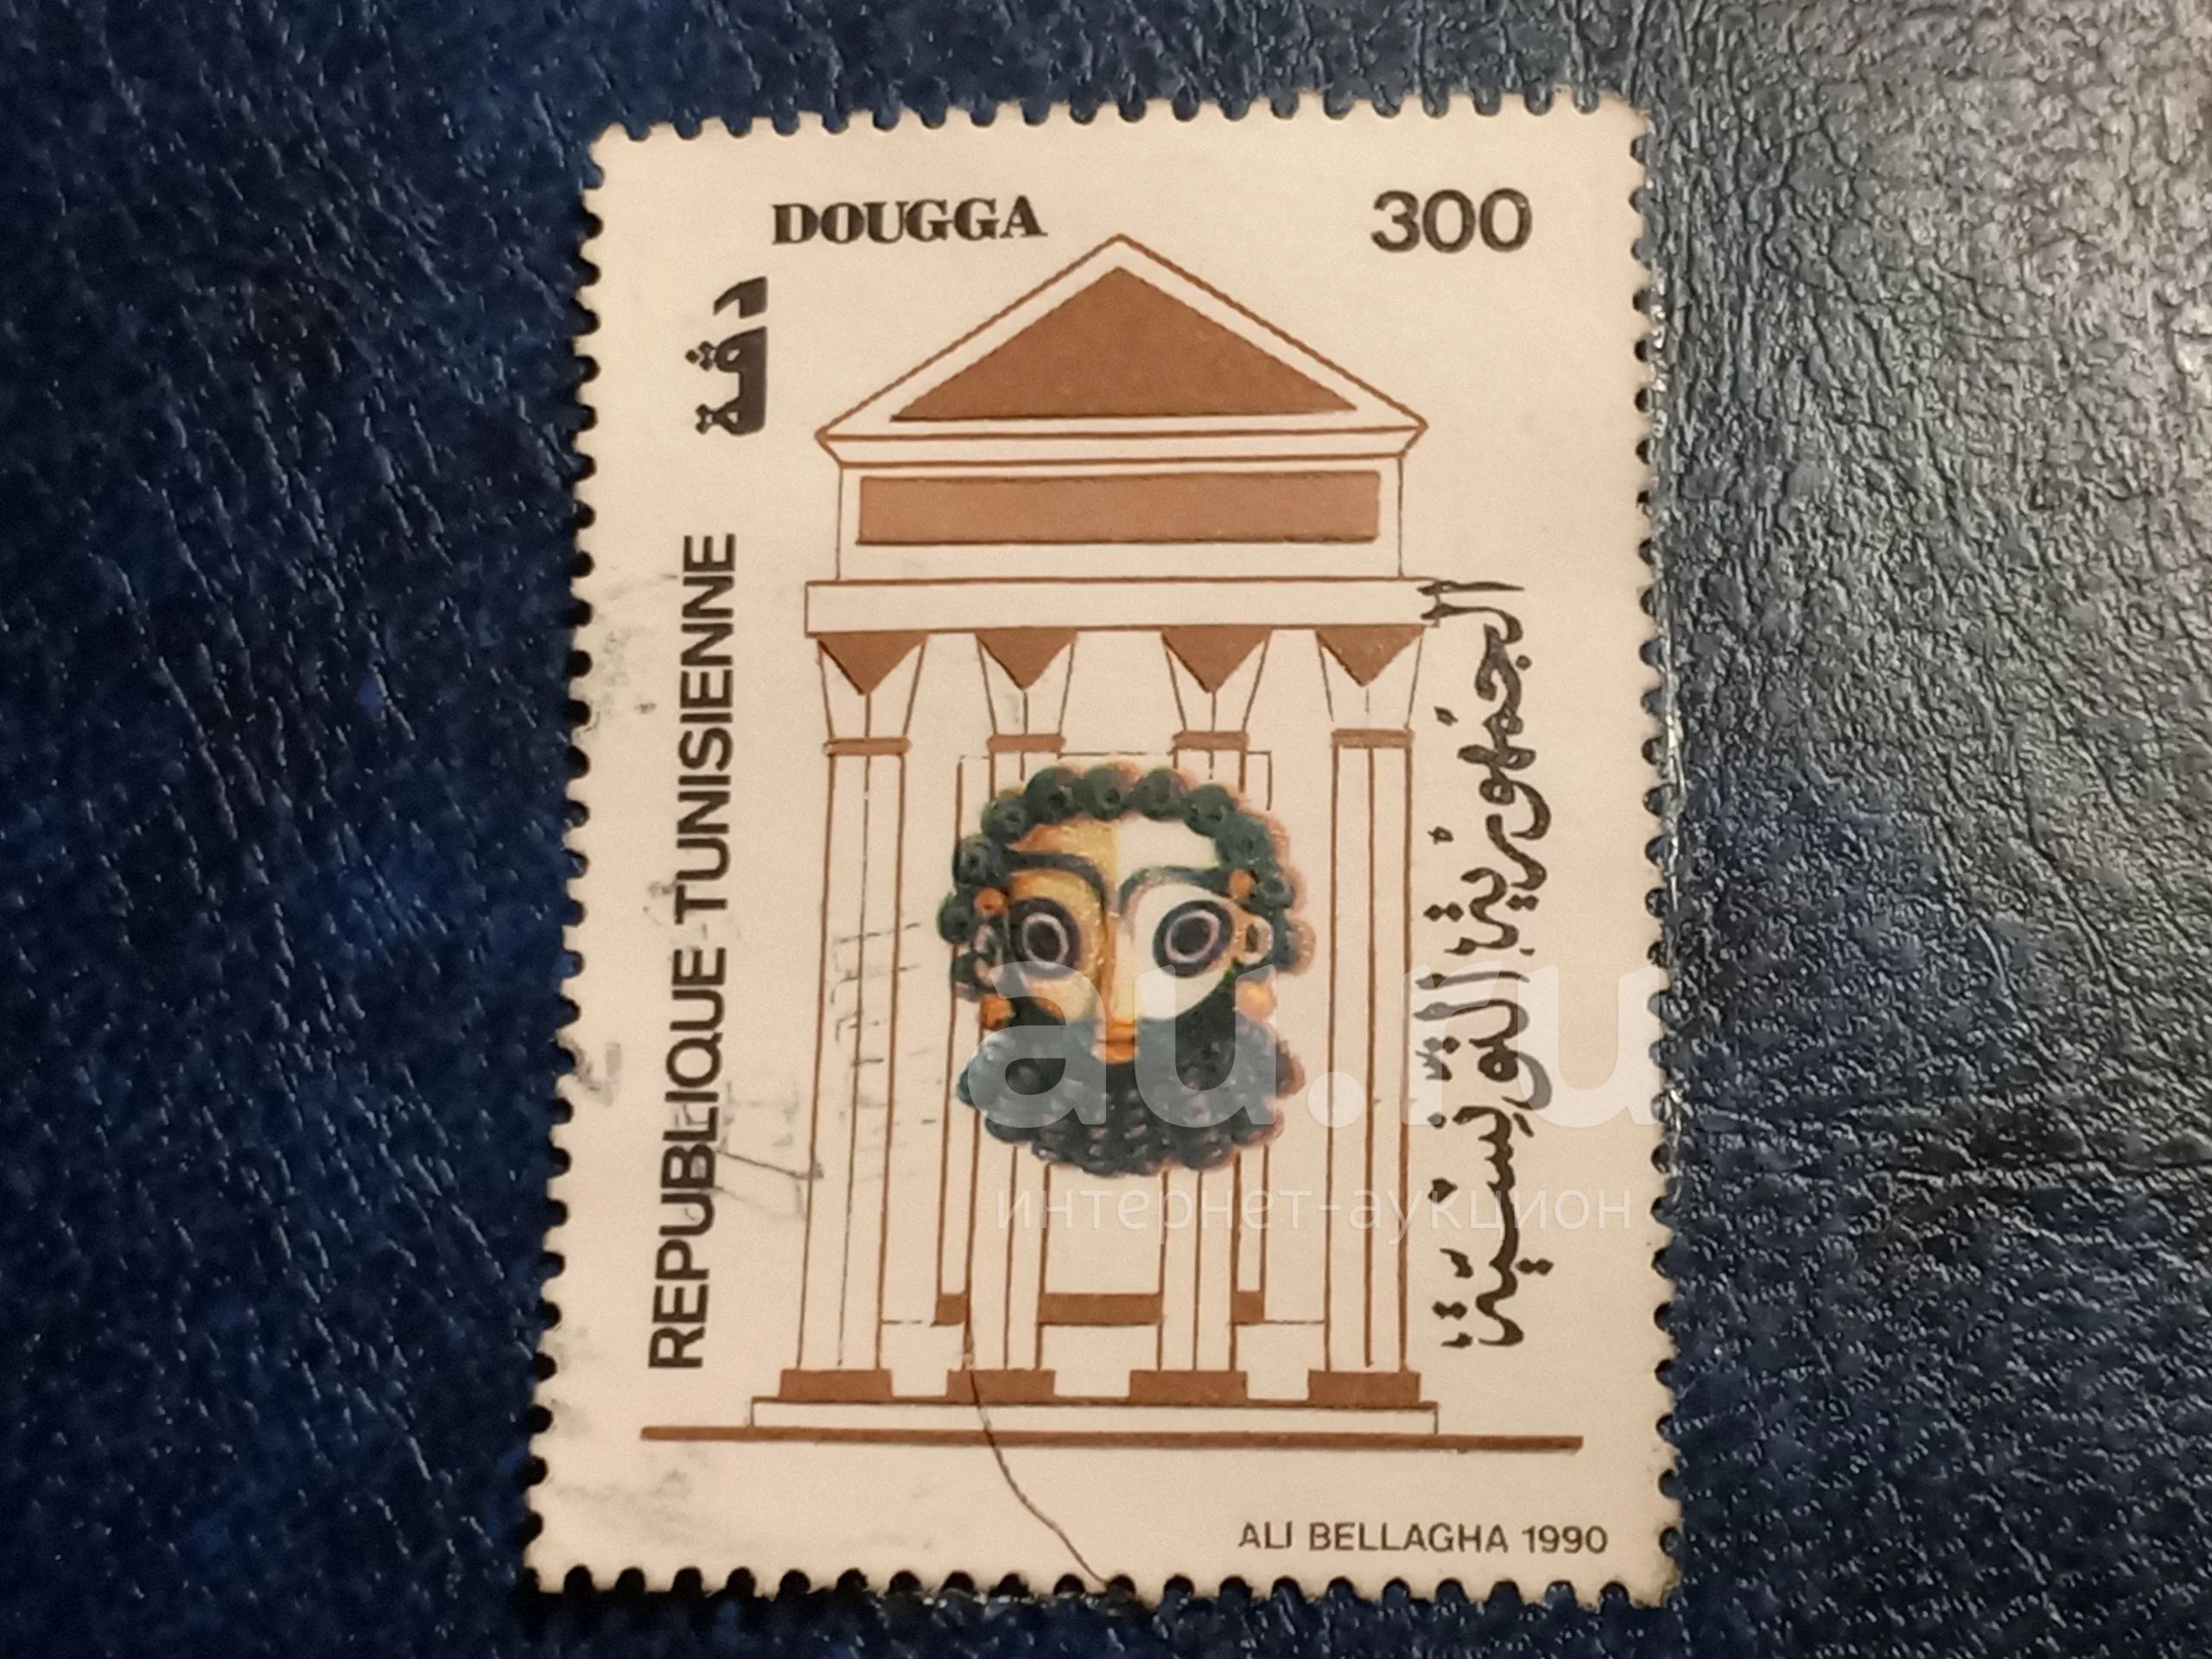 DOUGGA
300
دقة
REPUBLIQUE TUNISIENNE
الجمهورية التونسية
au.ru
интернет-аукцион
ALI BELLAGHA 1990